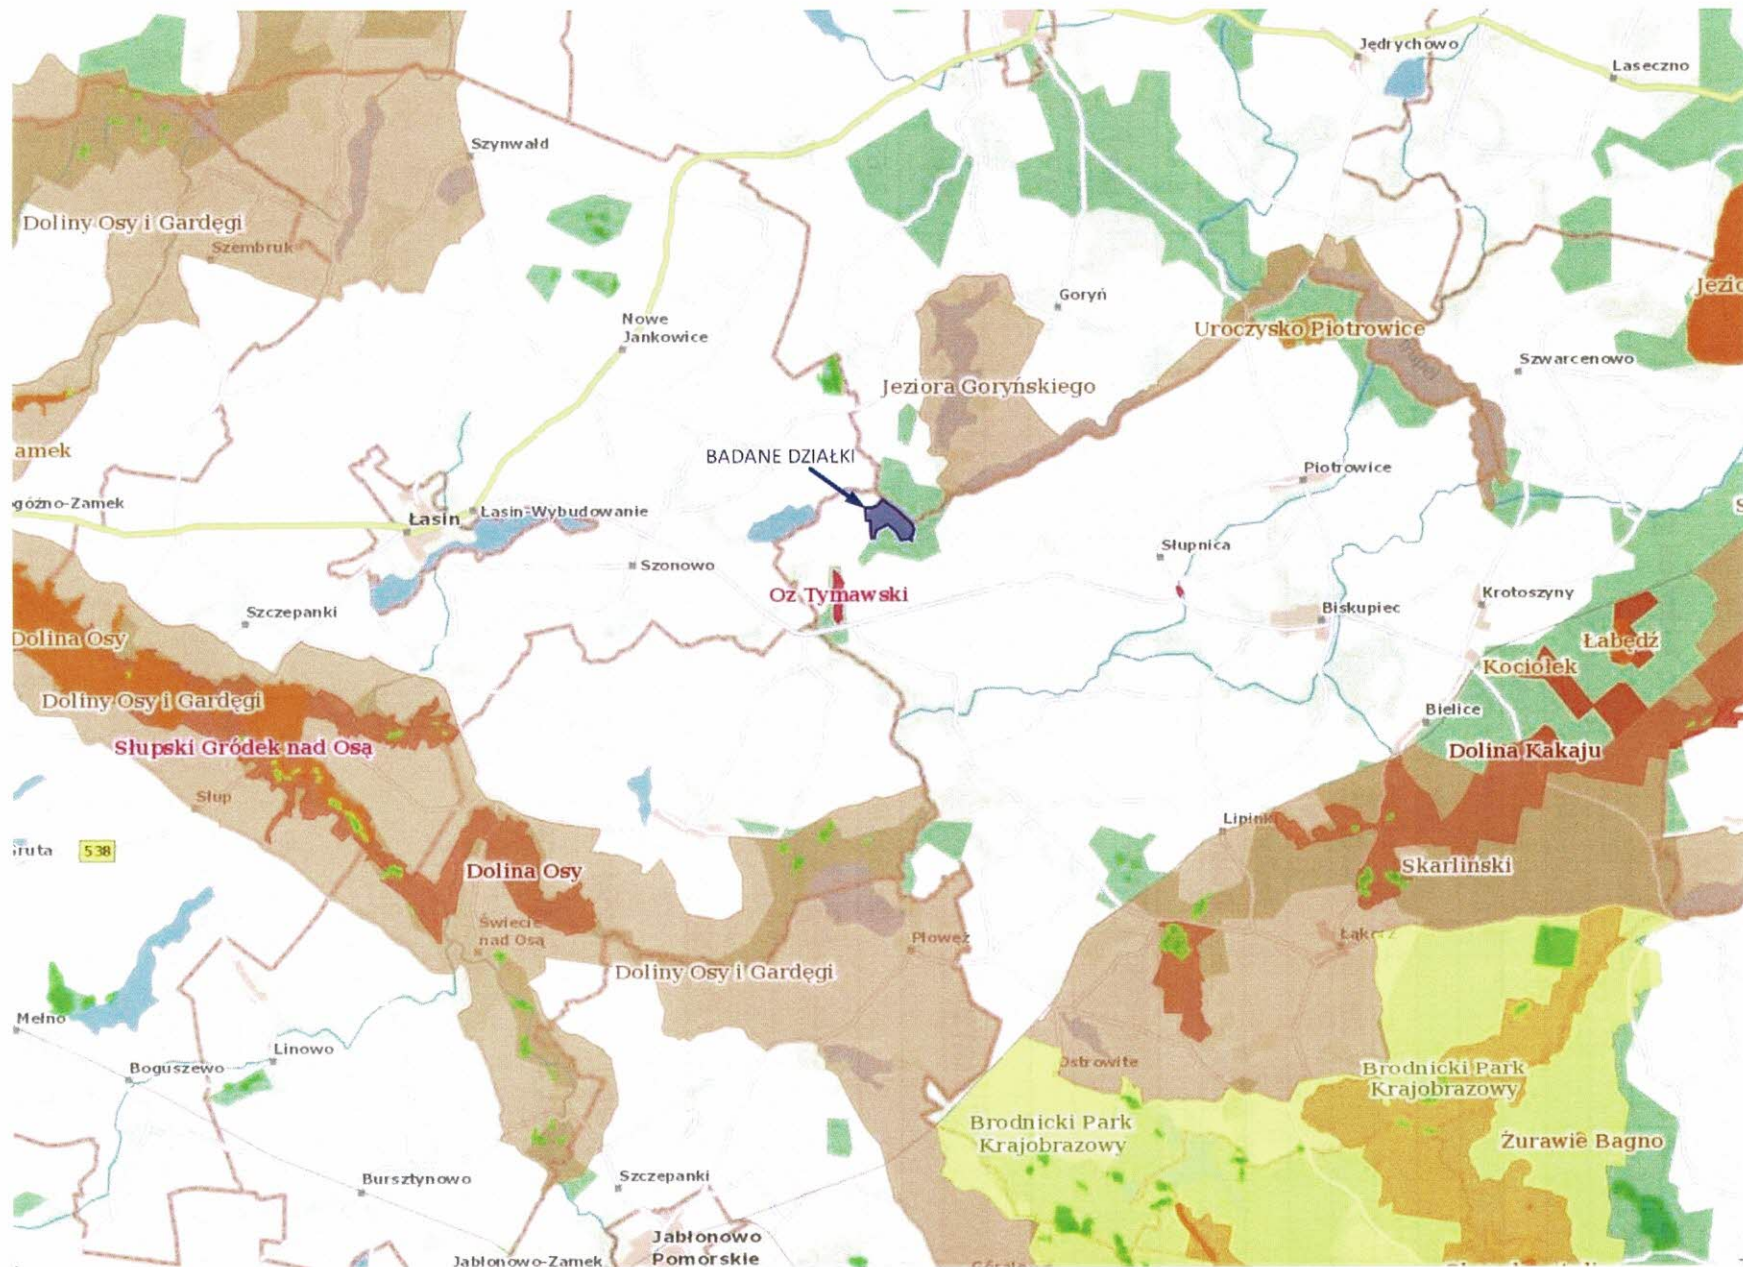 Jędrychowo
Laseczno
Szynwałd
Doliny Osy i Gardęgi
Szembruk
Jezio
Goryń
Nowe
Jankowice
Uroczysko Piotrowice
Szwarcenowo
Jeziora Goryńskiego
amek
BADANE DZIAŁKI
Piotrowice
ogóźno-Zamek
Łasin
Łasin-Wybudowanie
Słupnica
Szonowo
Oz Tymawski
Krotoszyny
Biskupiec
Szczepanki
Dolina Osy
Łabędź
Kociołek
Doliny Osy i Gardęgi
Bielice
Słupski Gródek nad Osą
Dolina Kakaju
Słup
Lipinki
Gruta
538
Dolina Osy
Skarliński
Świecie
nad Osą
Płowęż
Łąkorz
Doliny Osy i Gardęgi
Mełno
Linowo
Boguszewo
Ostrowite
Brodnicki Park
Krajobrazowy
Brodnicki Park
Krajobrazowy
Żurawie Bagno
Bursztynowo
Szczepanki
Jabłonowo
Pomorskie
Jabłonowo-Zamek